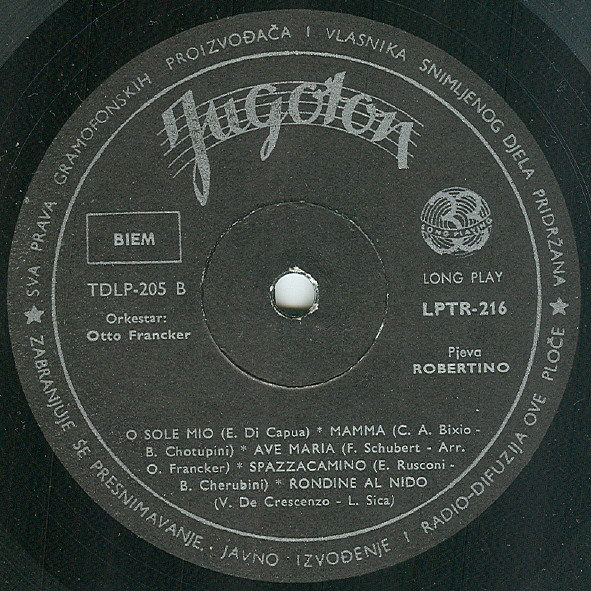 ★ SVA PRAVA GRAMOFONSKIH PROIZVOĐAČA I VLASNIKA SNIMLJENOG DJELA PRIDRŽANA ★
ZABRANJUJE SE PRESNIMAVANJE, JAVNO IZVOĐENJE I RADIO-DIFUZIJA OVE PLOČE
Jugoton
BIEM
LONG PLAYING
TDLP-205 B
LONG PLAY
LPTR-216
Orkestar:
Otto Francker
Pjeva
ROBERTINO
O SOLE MIO (E. Di Capua) * MAMMA (C. A. Bixio -
B. Chotupini) * AVE MARIA (F. Schubert - Arr.
O. Francker) * SPAZZACAMINO (E. Rusconi -
B. Cherubini) * RONDINE AL NIDO
(V. De Crescenzo - L. Sica)